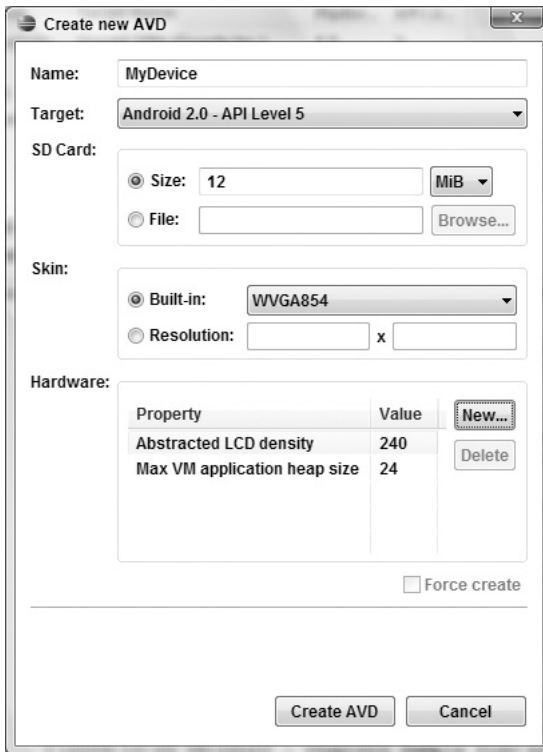 Create new AVD
Name: MyDevice
Target: Android 2.0 - API Level 5
SD Card:
Size: 12 MiB
File: Browse...
Skin:
Built-in: WVGA854
Resolution: x
Hardware:
Property Value New...
Abstracted LCD density 240 Delete
Max VM application heap size 24
Force create
Create AVD Cancel